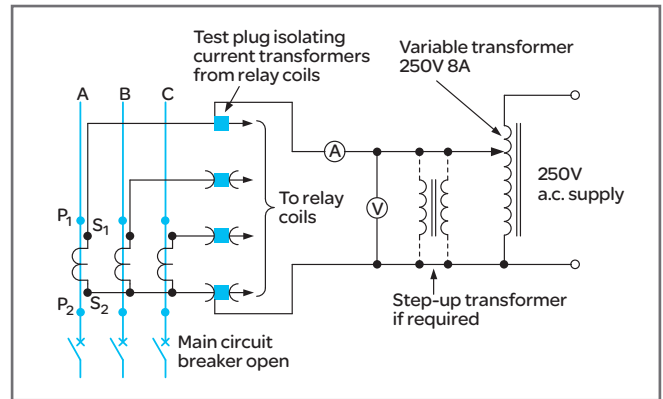 Test plug isolating
current transformers
from relay coils
Variable transformer
250V 8A
A
B
C
A
250V
a.c. supply
To relay
coils
V
P1
S1
P2
S2
Step-up transformer
if required
Main circuit
breaker open